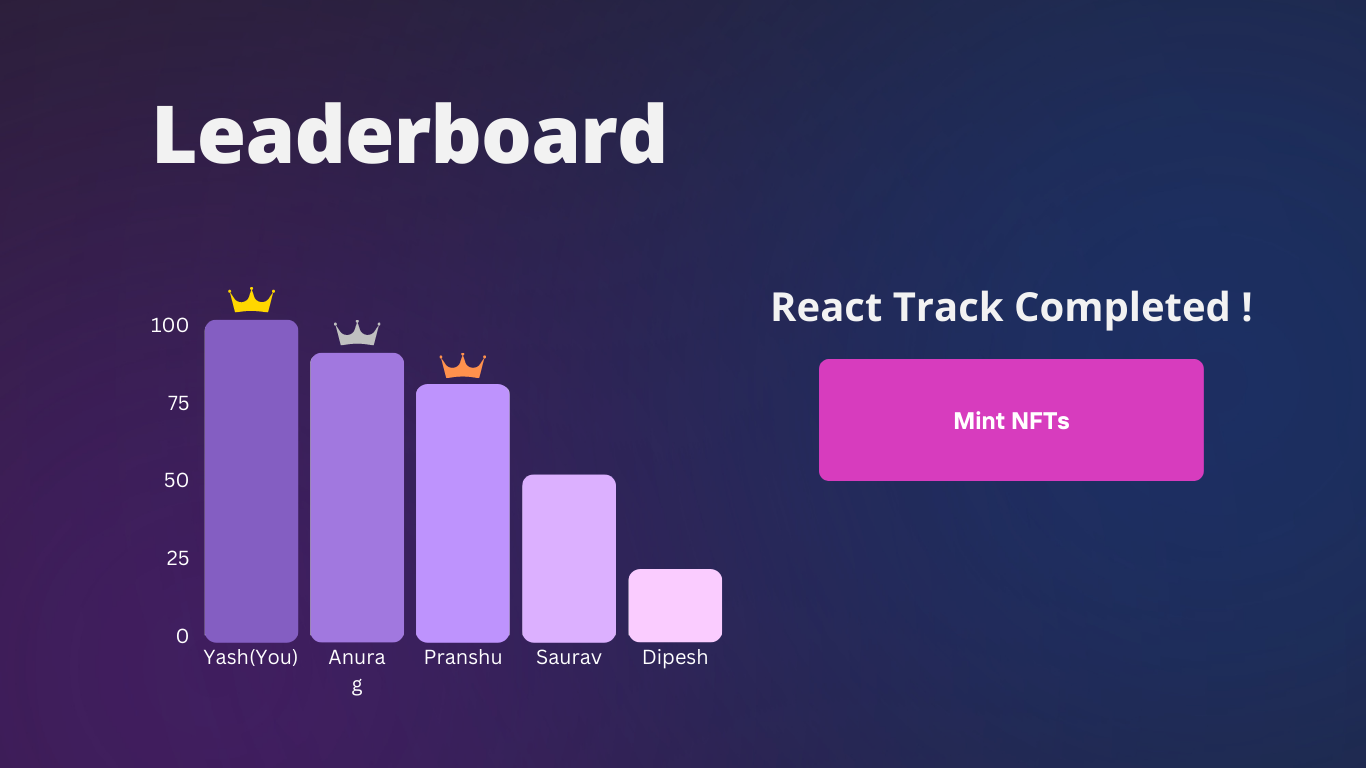 Leaderboard
100
75
50
25
0
Yash(You)
Anura
g
Pranshu
Saurav
Dipesh
React Track Completed !
Mint NFTs